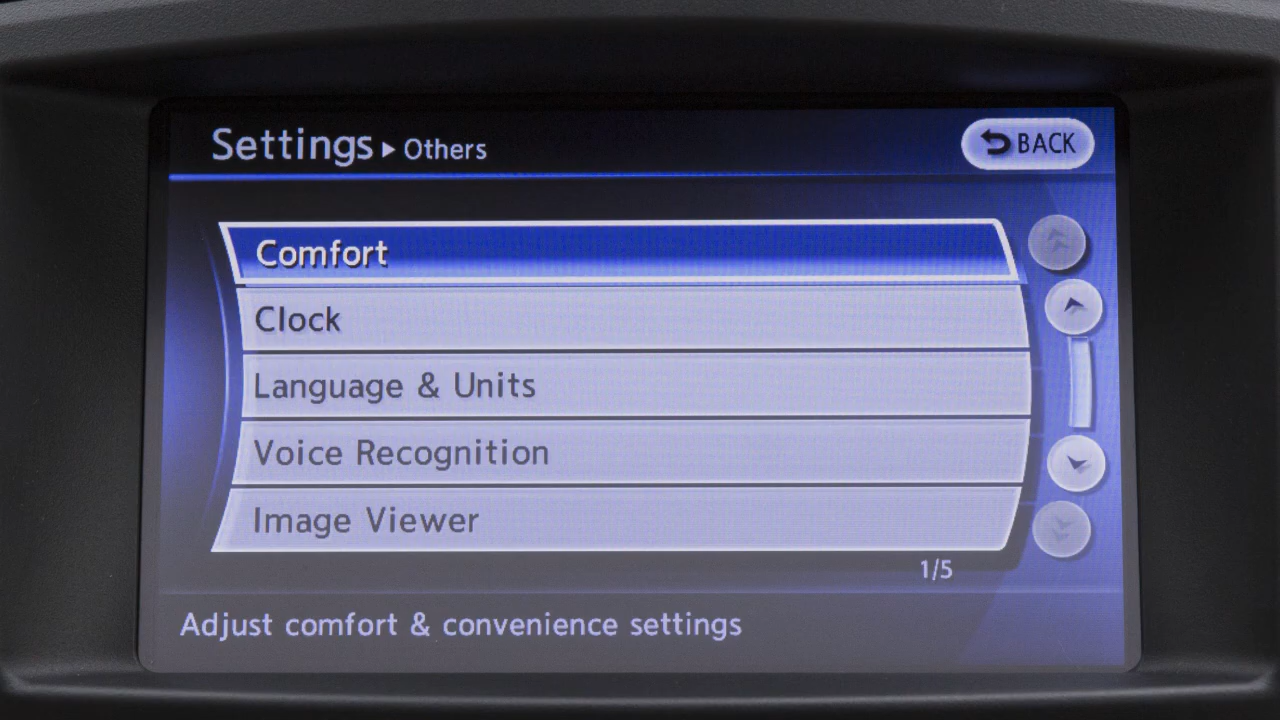 Settings ▸ Others
BACK
Comfort
Clock
Language & Units
Voice Recognition
Image Viewer
1/5
Adjust comfort & convenience settings